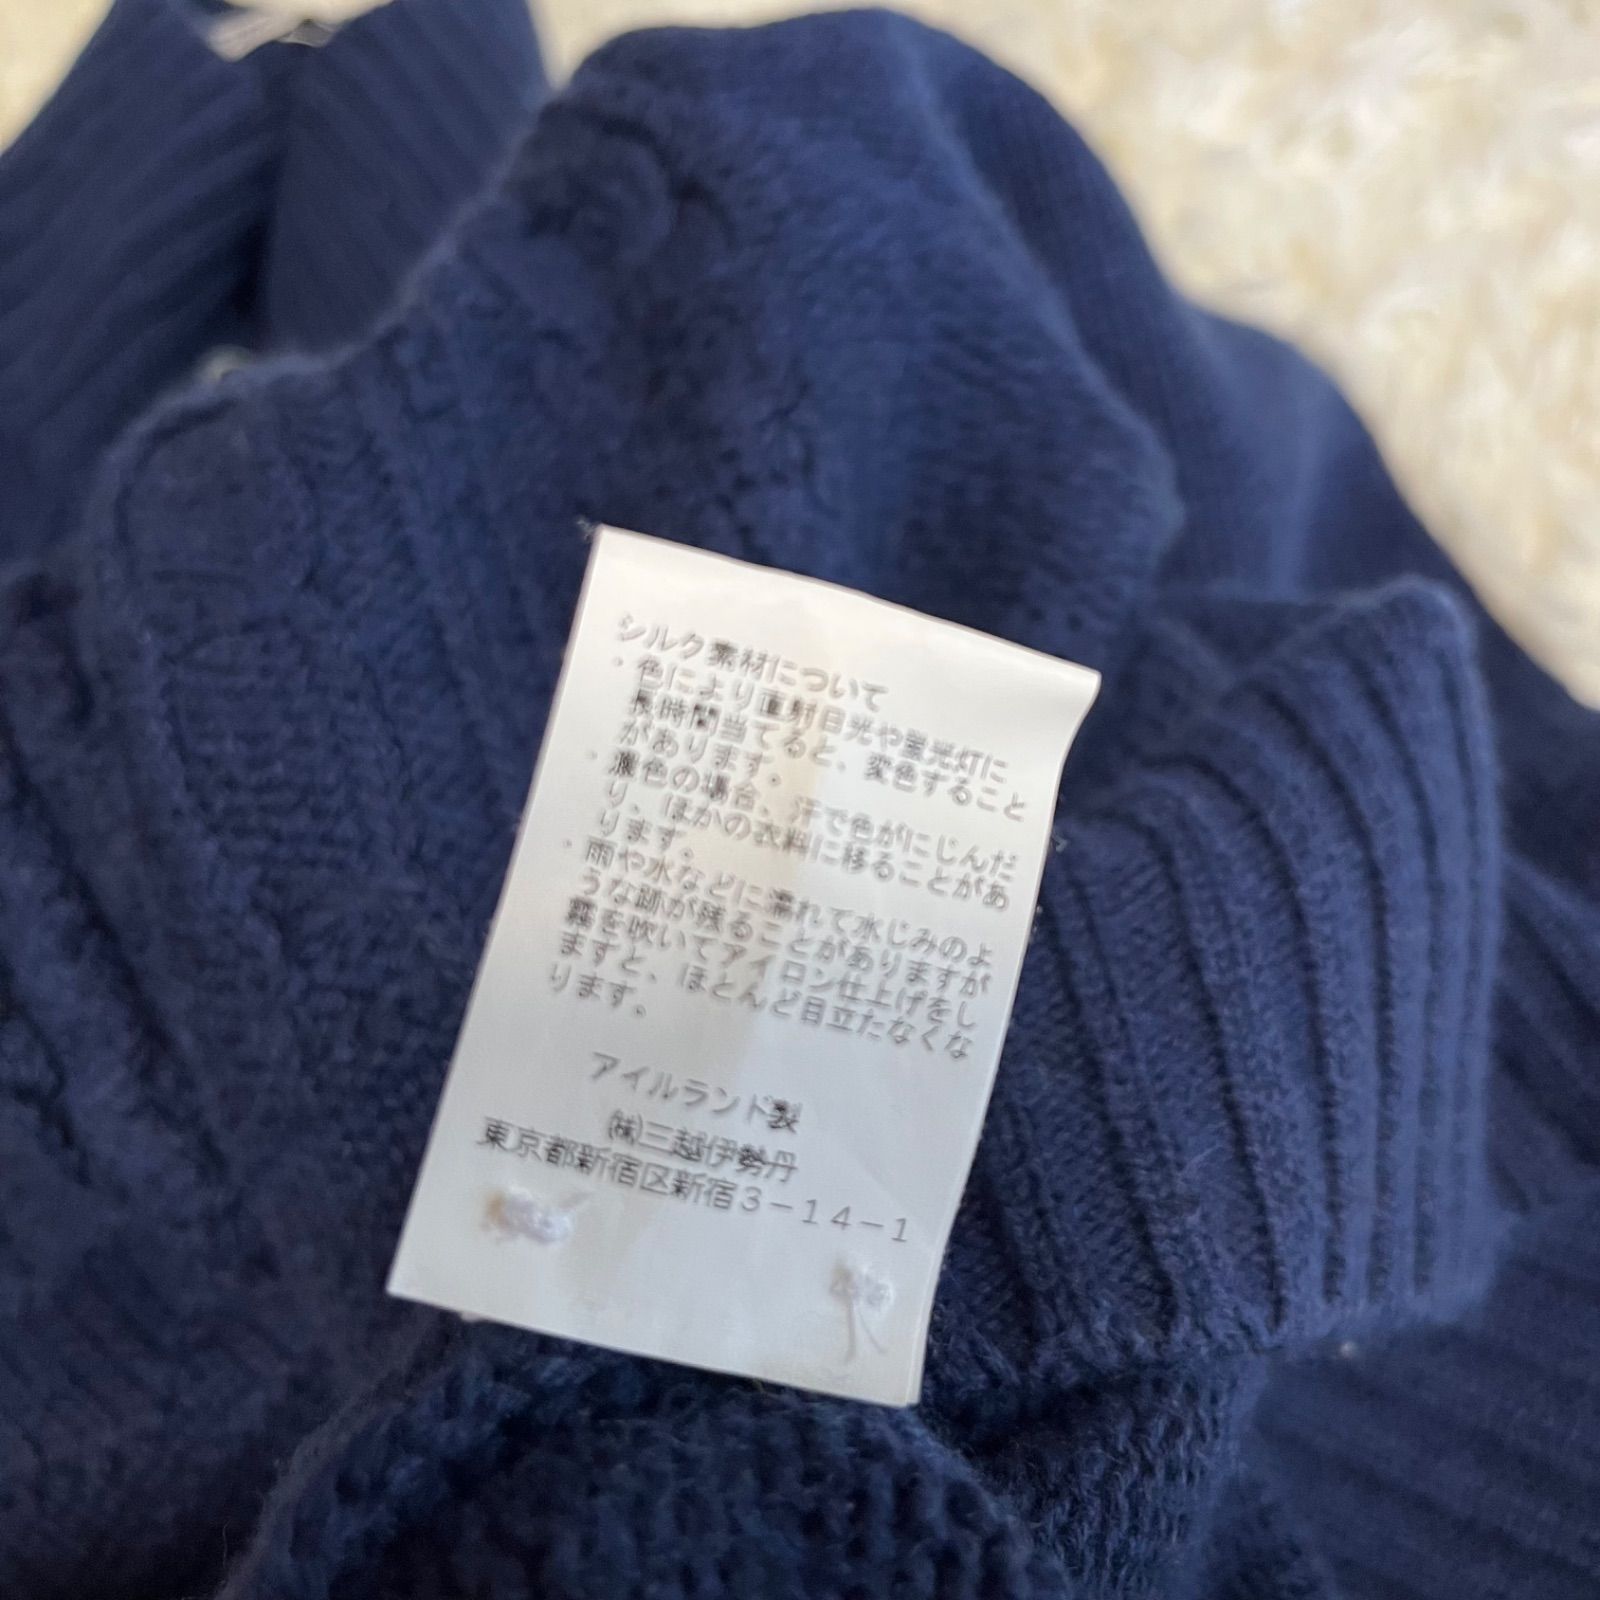 シルク素材について
・色により直射日光や蛍光灯に
長時間当てると、変色すること
があります。
・濃色の場合、汗で色がにじんだ
り、ほかの衣料に移ることがあ
ります。
・雨や水などに濡れて水じみのよ
うな跡が残ることがありますが
霧を吹いてアイロン仕上げをし
ますと、ほとんど目立たなくな
ります。
アイルランド製
㈱三越伊勢丹
東京都新宿区新宿3-14-1